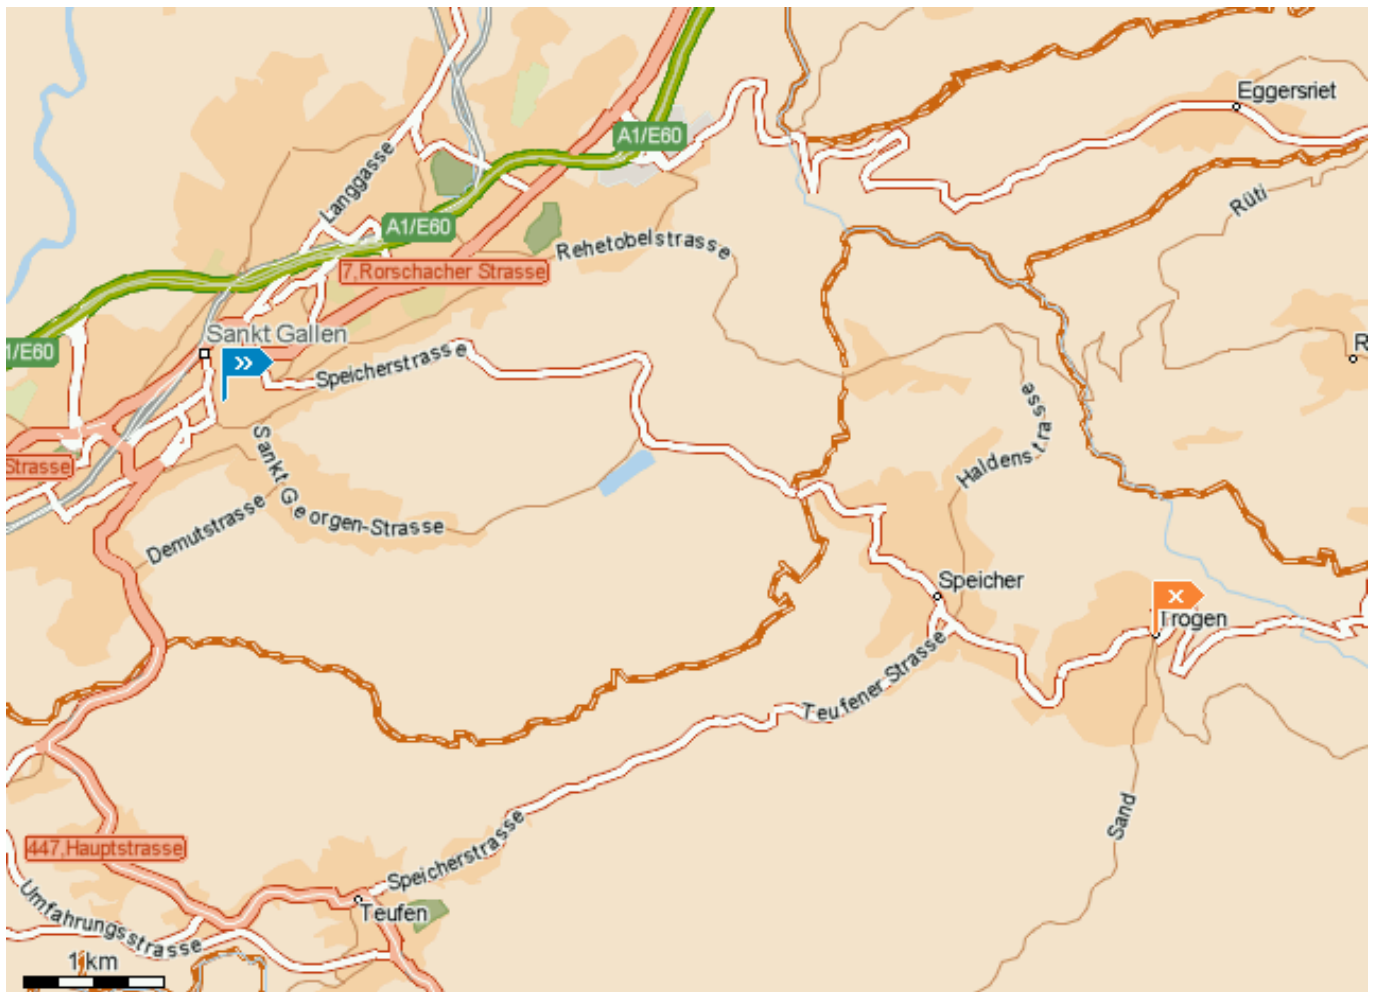 Eggersriet
A1/E60
Langgasse
Rüti
A1/E60
Rehetobelstrasse
7,Rorschacher Strasse
Sankt Gallen
1/E60
R
Speicherstrasse
Haldenstrasse
Sankt Georgen-Strasse
Strasse
Demutstrasse
Speicher
Trogen
Teufener Strasse
Sand
447,Hauptstrasse
Speicherstrasse
Teufen
Umfahrungsstrasse
1 km